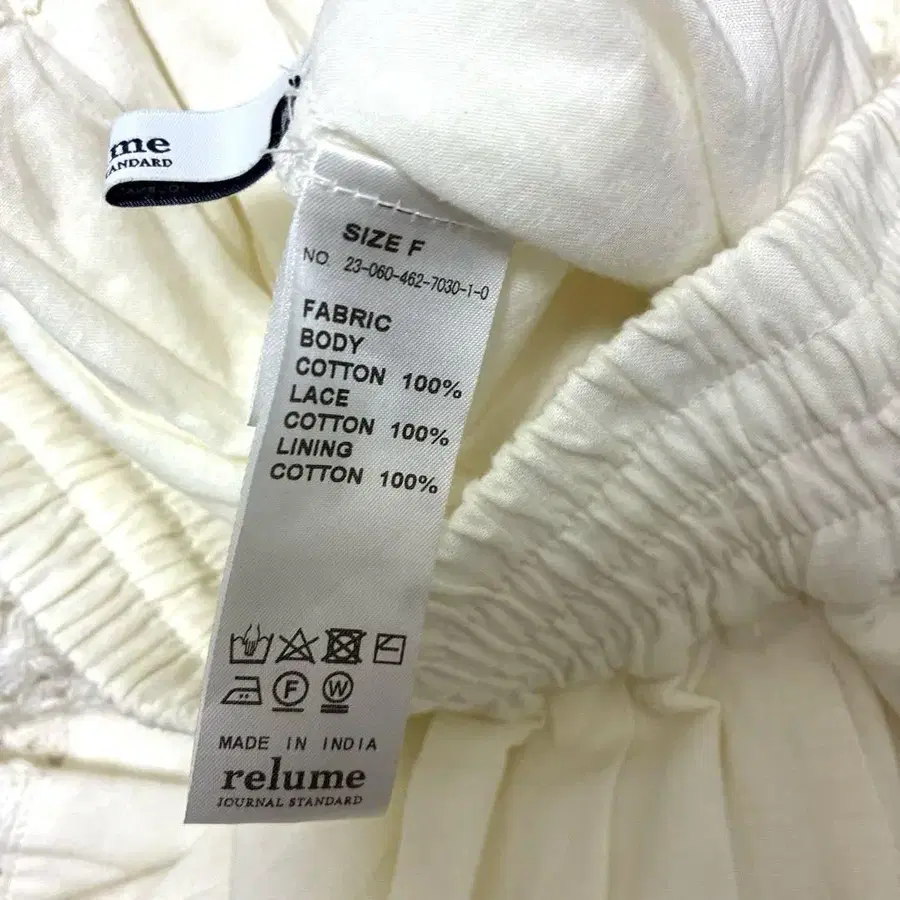 me
ANDARD
SIZE F
NO. 23-060-462-7030-1-0
FABRIC
BODY
COTTON 100%
LACE
COTTON 100%
LINING
COTTON 100%
F
W
MADE IN INDIA
relume
JOURNAL STANDARD